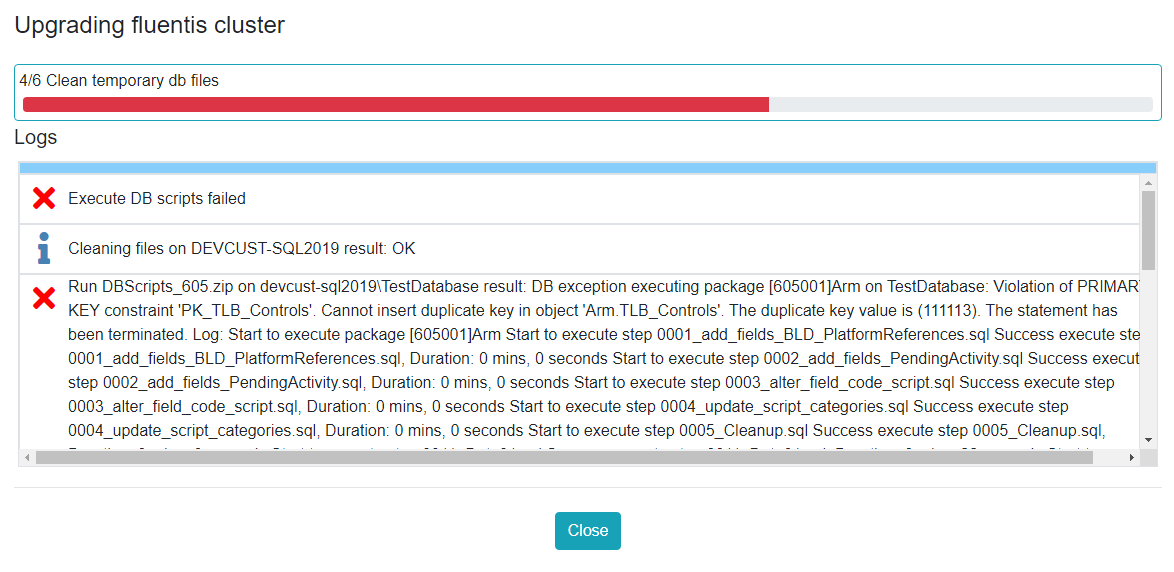 Upgrading fluentis cluster
4/6 Clean temporary db files
Logs
Execute DB scripts failed
Cleaning files on DEVCUST-SQL2019 result: OK
Run DBScripts_605.zip on devcust-sql2019\TestDatabase result: DB exception executing package [605001]Arm on TestDatabase: Violation of PRIMAR
KEY constraint 'PK_TLB_Controls'. Cannot insert duplicate key in object 'Arm.TLB_Controls'. The duplicate key value is (111113). The statement has
been terminated. Log: Start to execute package [605001]Arm Start to execute step 0001_add_fields_BLD_PlatformReferences.sql Success execute ste
0001_add_fields_BLD_PlatformReferences.sql, Duration: 0 mins, 0 seconds Start to execute step 0002_add_fields_PendingActivity.sql Success execut
step 0002_add_fields_PendingActivity.sql, Duration: 0 mins, 0 seconds Start to execute step 0003_alter_field_code_script.sql Success execute step
0003_alter_field_code_script.sql, Duration: 0 mins, 0 seconds Start to execute step 0004_update_script_categories.sql Success execute step
0004_update_script_categories.sql, Duration: 0 mins, 0 seconds Start to execute step 0005_Cleanup.sql Success execute step 0005_Cleanup.sql,
Close